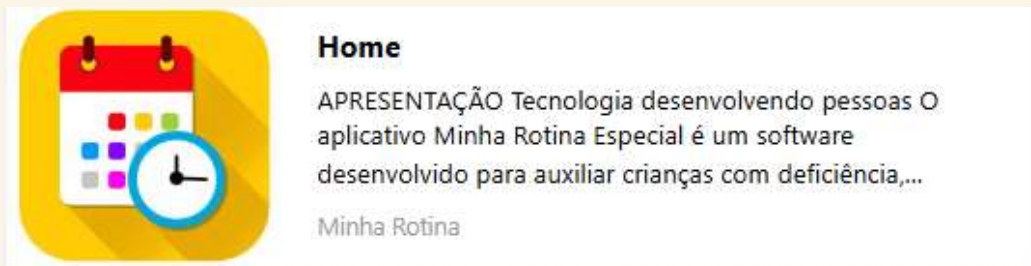 Home
APRESENTAÇÃO Tecnologia desenvolvendo pessoas O
aplicativo Minha Rotina Especial é um software
desenvolvido para auxiliar crianças com deficiência,...
Minha Rotina